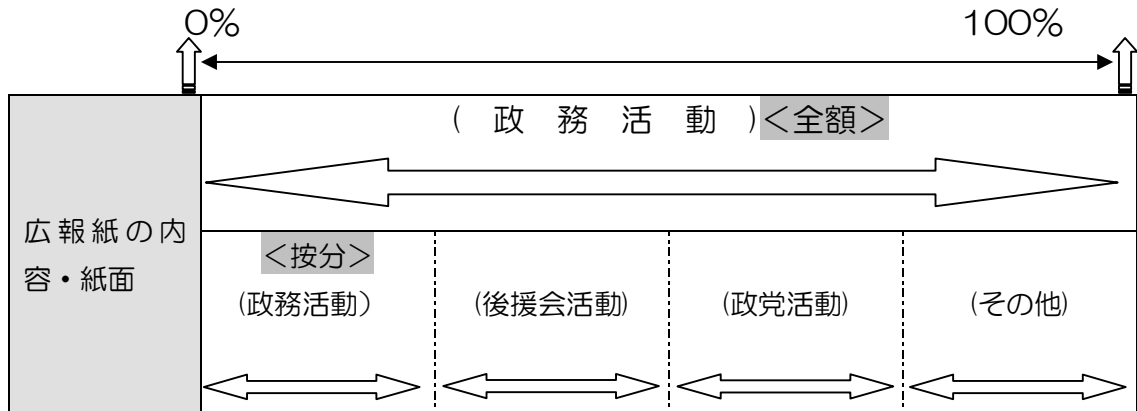 0%
100%
(政務活動)＜全額＞
広報紙の内
容・紙面
＜按分＞
(政務活動）
(後援会活動)
(政党活動)
(その他)